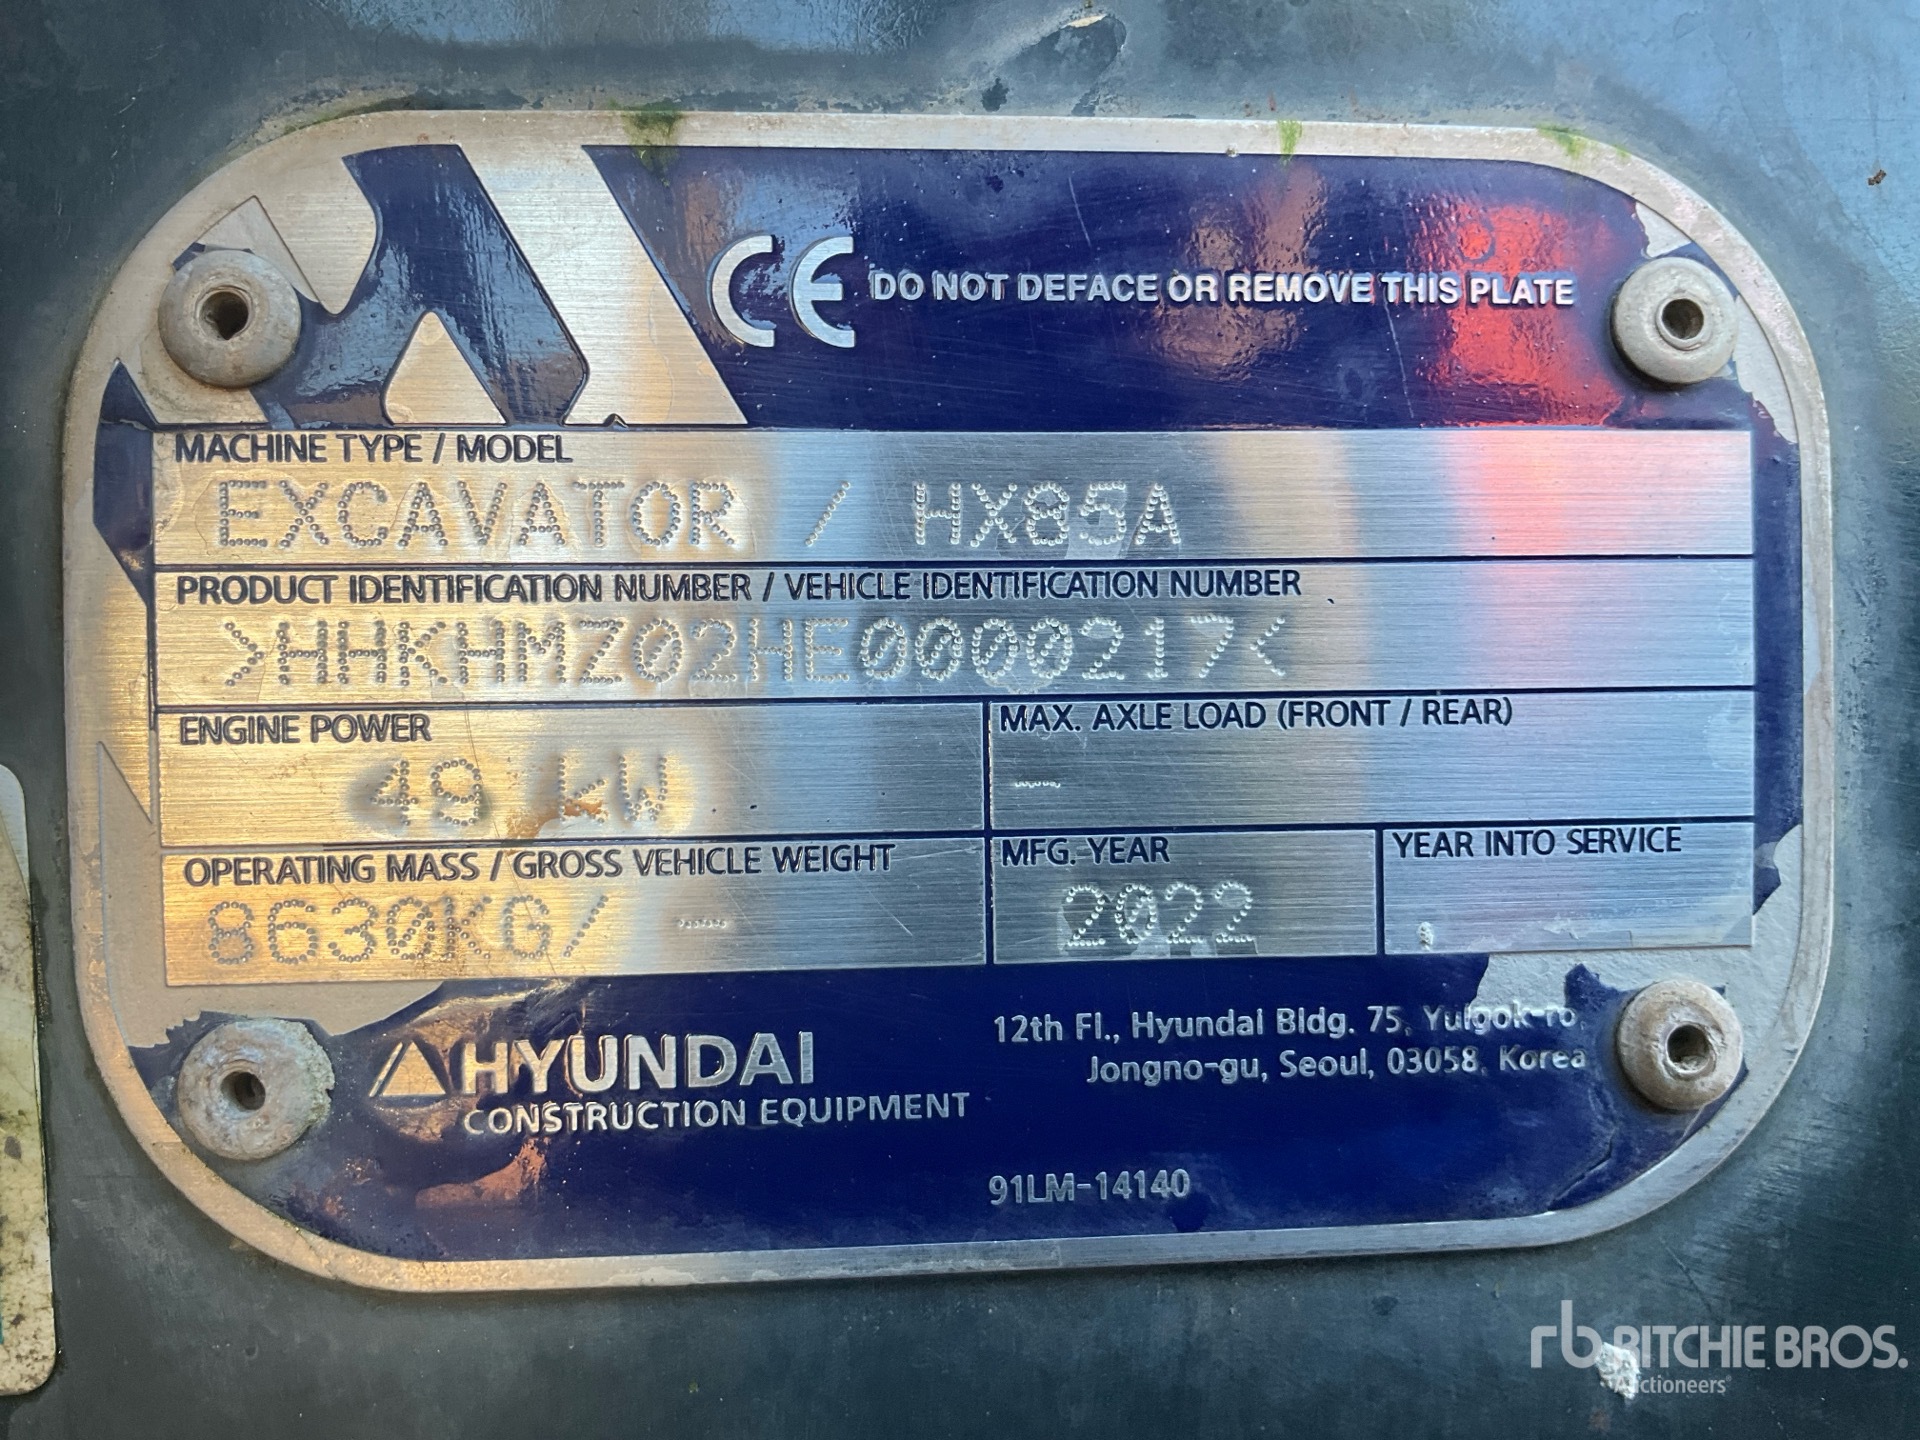 CE DO NOT DEFACE OR REMOVE THIS PLATE
MACHINE TYPE / MODEL
EXCAVATOR / HX85A
PRODUCT IDENTIFICATION NUMBER / VEHICLE IDENTIFICATION NUMBER
>HHKHMZ02HE0000217<
ENGINE POWER
49 kW
MAX. AXLE LOAD (FRONT / REAR)
-
OPERATING MASS / GROSS VEHICLE WEIGHT
8630KG/ -
MFG. YEAR
2022
YEAR INTO SERVICE
HYUNDAI
CONSTRUCTION EQUIPMENT
12th Fl., Hyundai Bldg. 75, Yulgok-ro,
Jongno-gu, Seoul, 03058, Korea
91LM-14140
rb RITCHIE BROS.
Auctioneers